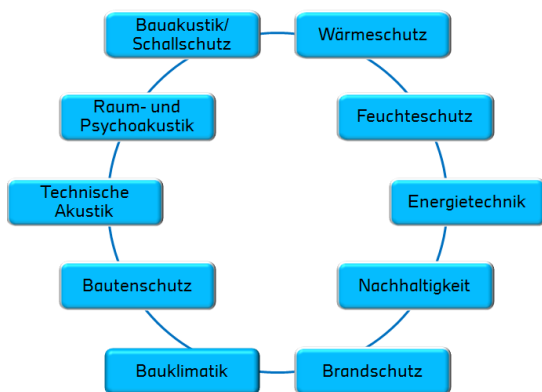 Bauakustik/
Schallschutz
Wärmeschutz
Raum- und
Psychoakustik
Feuchteschutz
Technische
Akustik
Energietechnik
Bautenschutz
Nachhaltigkeit
Bauklimatik
Brandschutz